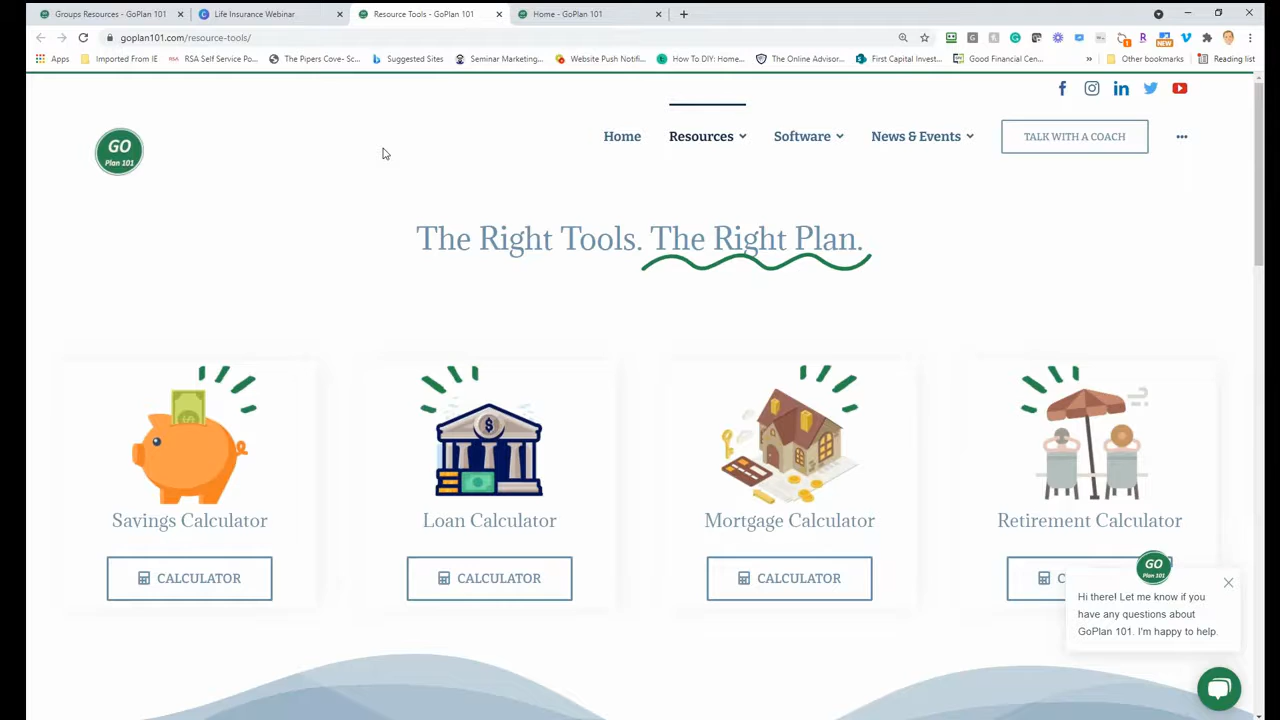 Groups Resources - GoPlan 101
Life Insurance Webinar
Resource Tools - GoPlan 101
Home - GoPlan 101
goplan101.com/resource-tools/
Apps
Imported From IE
RSA Self Service Po...
The Pipers Cove- Sc...
Suggested Sites
Seminar Marketing...
Website Push Notifi...
How To DIY: Home...
The Online Advisor...
First Capital Invest...
Good Financial Cen...
»
Other bookmarks
Reading list
GO
Plan 101
Home
Resources
Software
News & Events
TALK WITH A COACH
The Right Tools. The Right Plan.
Savings Calculator
Loan Calculator
Mortgage Calculator
Retirement Calculator
CALCULATOR
CALCULATOR
CALCULATOR
GO
Plan 101
Hi there! Let me know if you
have any questions about
GoPlan 101. I'm happy to help.